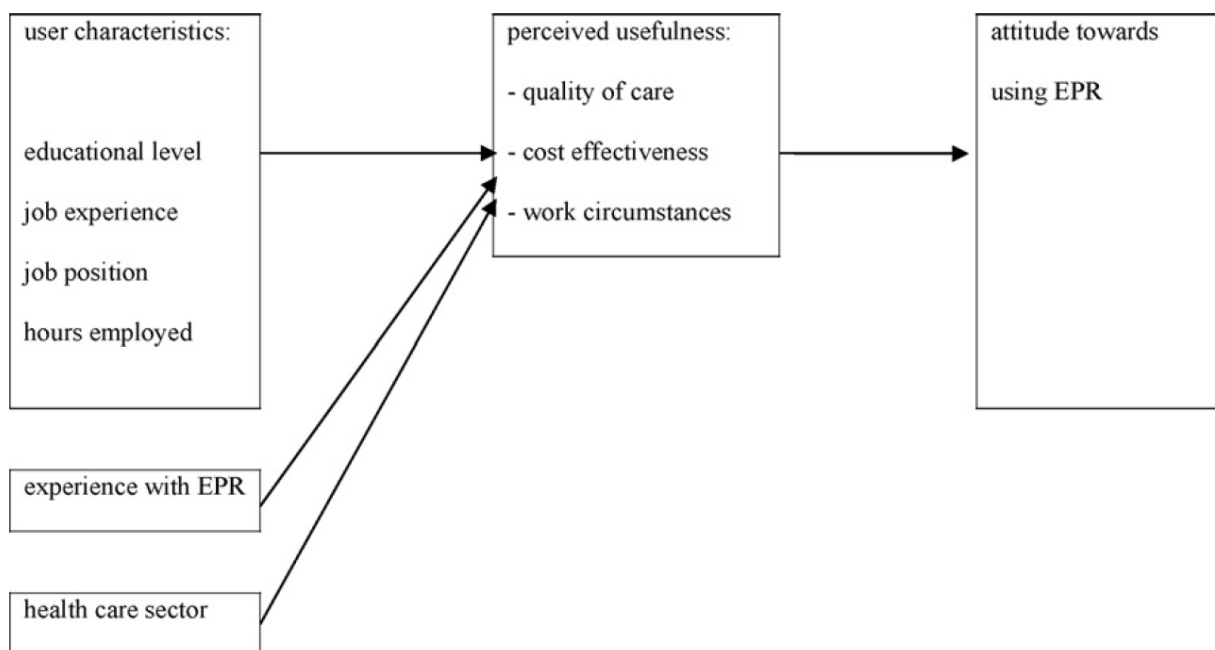 user characteristics:
educational level
job experience
job position
hours employed
experience with EPR
health care sector
perceived usefulness:
- quality of care
- cost effectiveness
- work circumstances
attitude towards
using EPR